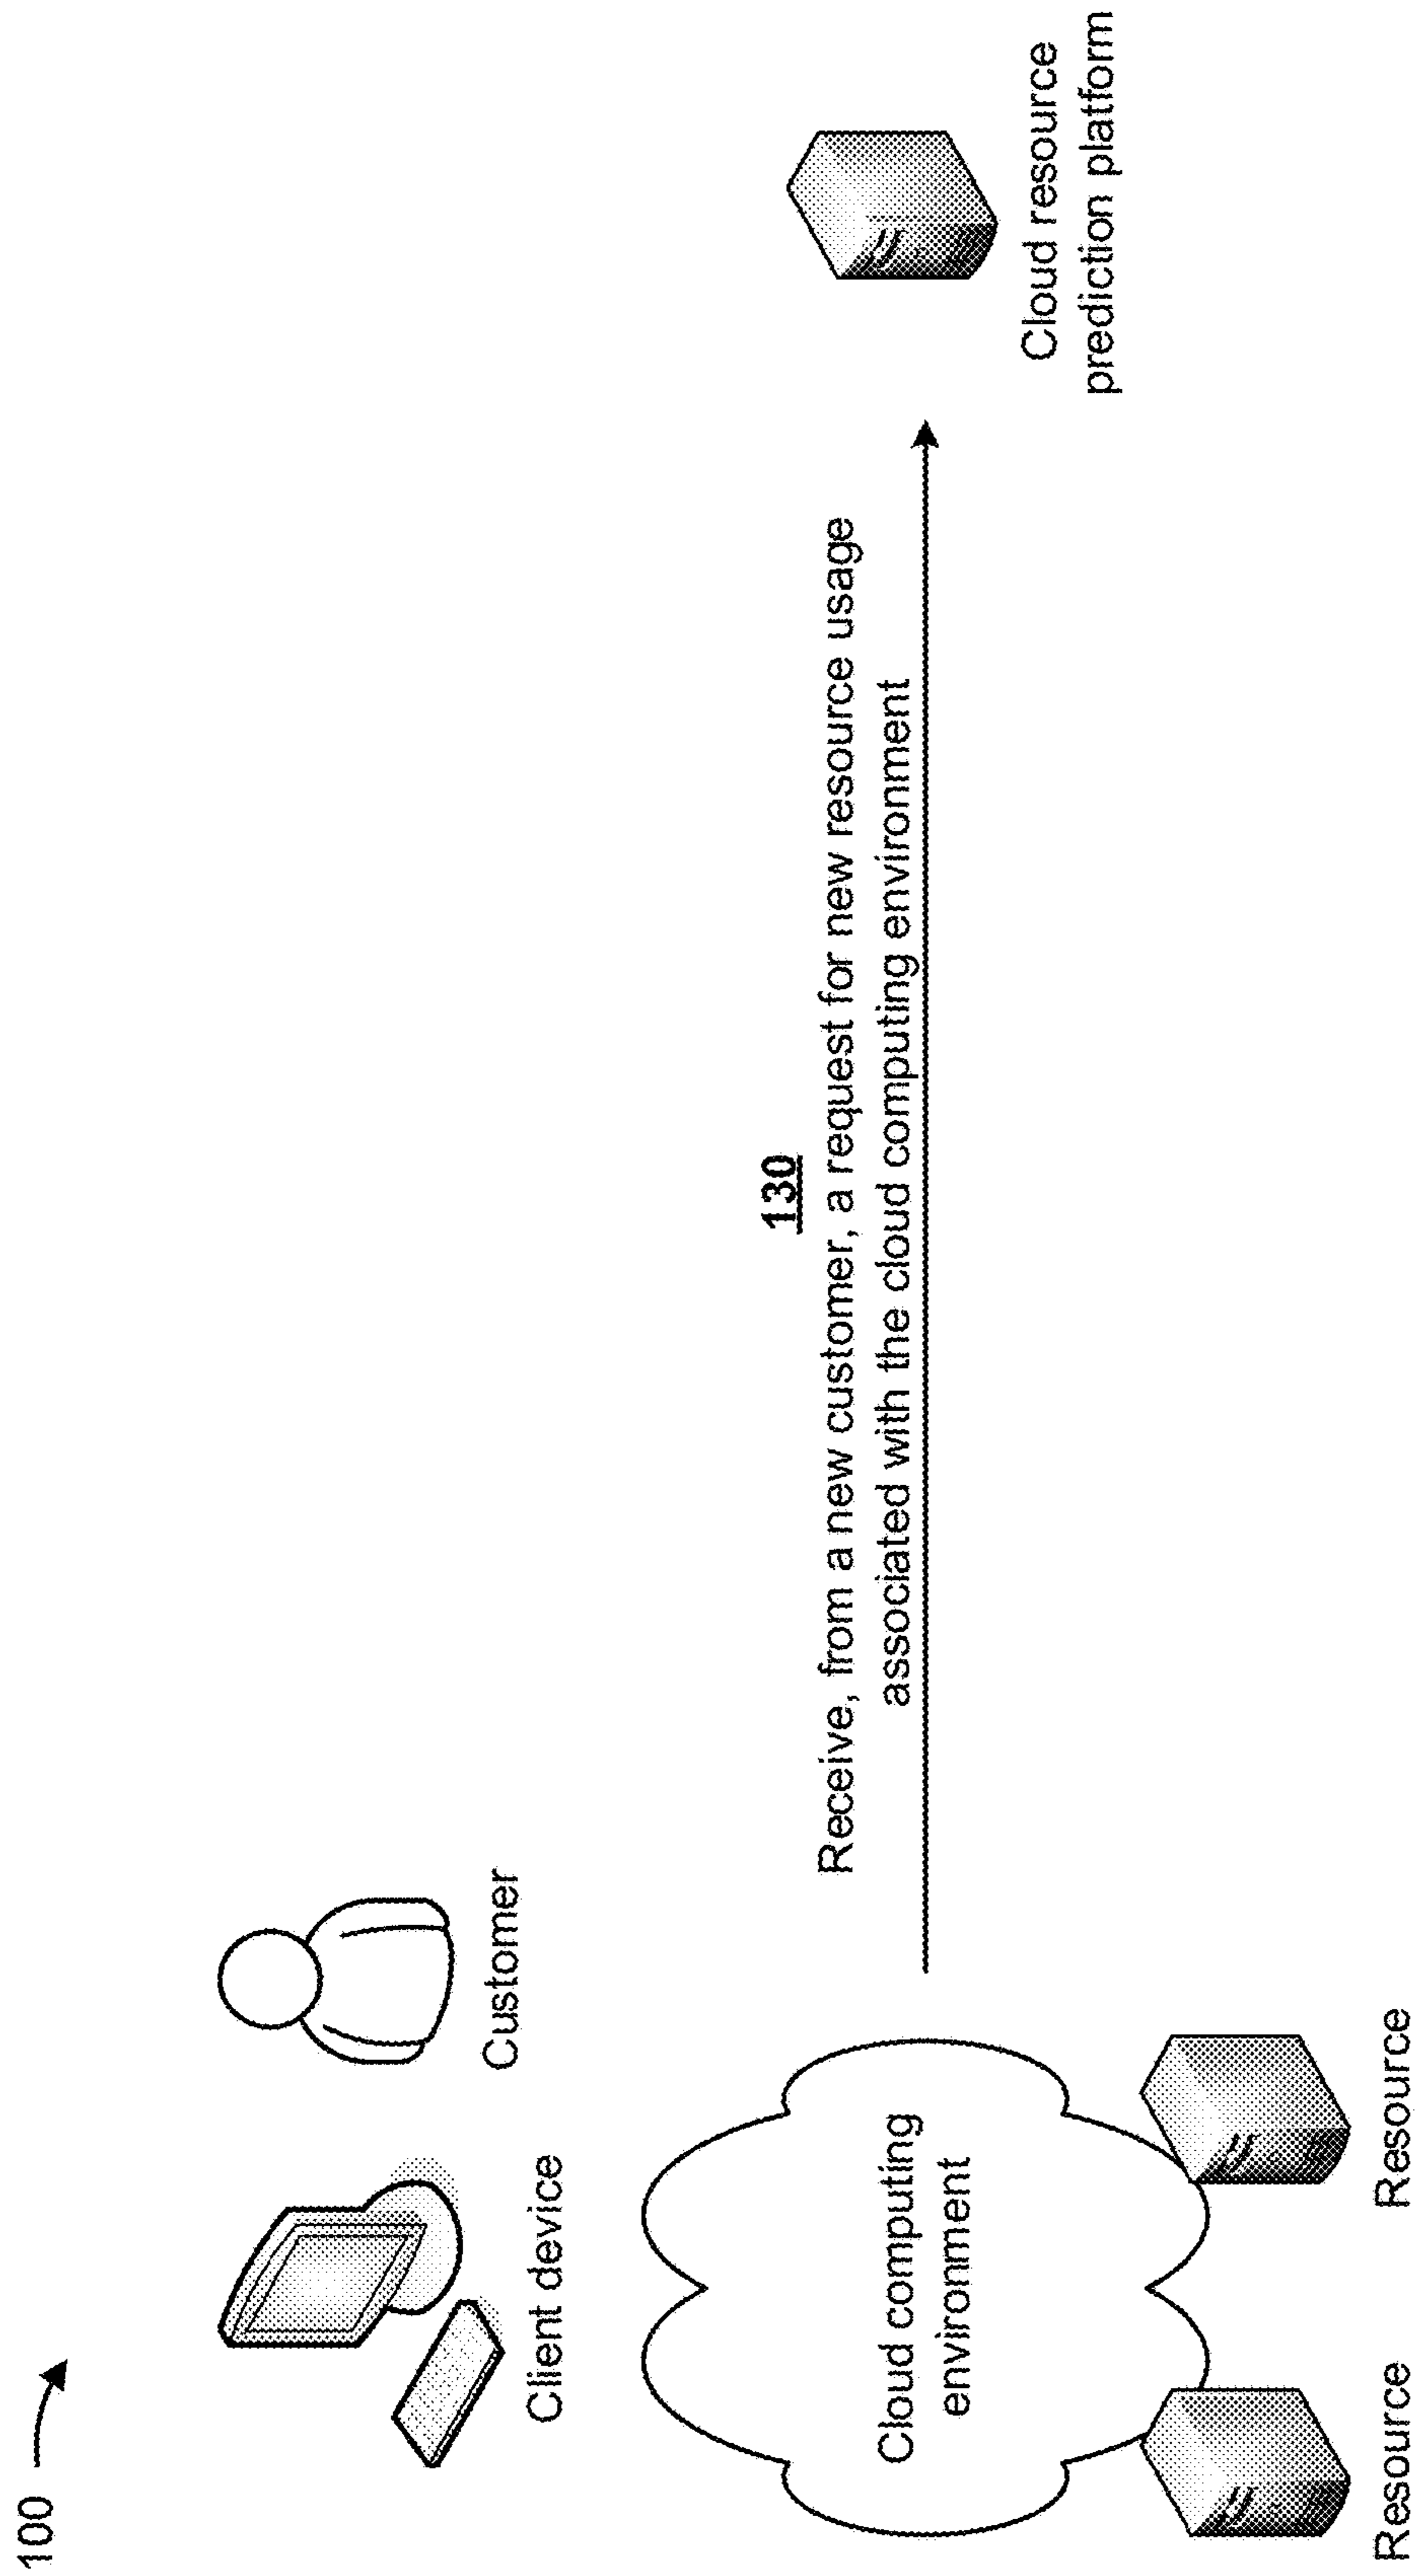 100
Customer
Client device
130
Receive, from a new customer, a request for new resource usage
associated with the cloud computing environment
Cloud computing
environment
Cloud resource
prediction platform
Resource
Resource